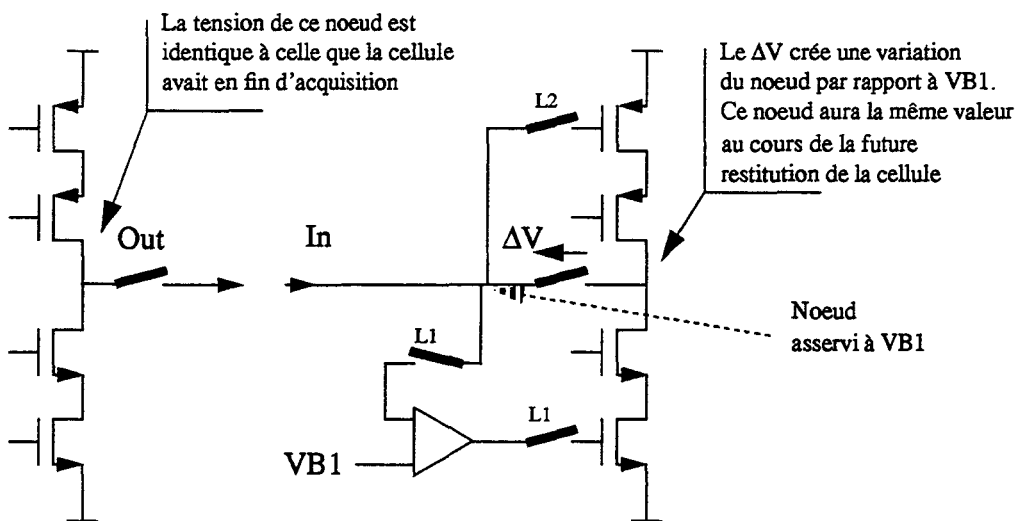 La tension de ce noeud est
identique à celle que la cellule
avait en fin d'acquisition
Le ΔV crée une variation
du noeud par rapport à VB1.
Ce noeud aura la même valeur
au cours de la future
restitution de la cellule
L2
Out
In
ΔV
L1
Noeud
asservi à VB1
L1
VB1